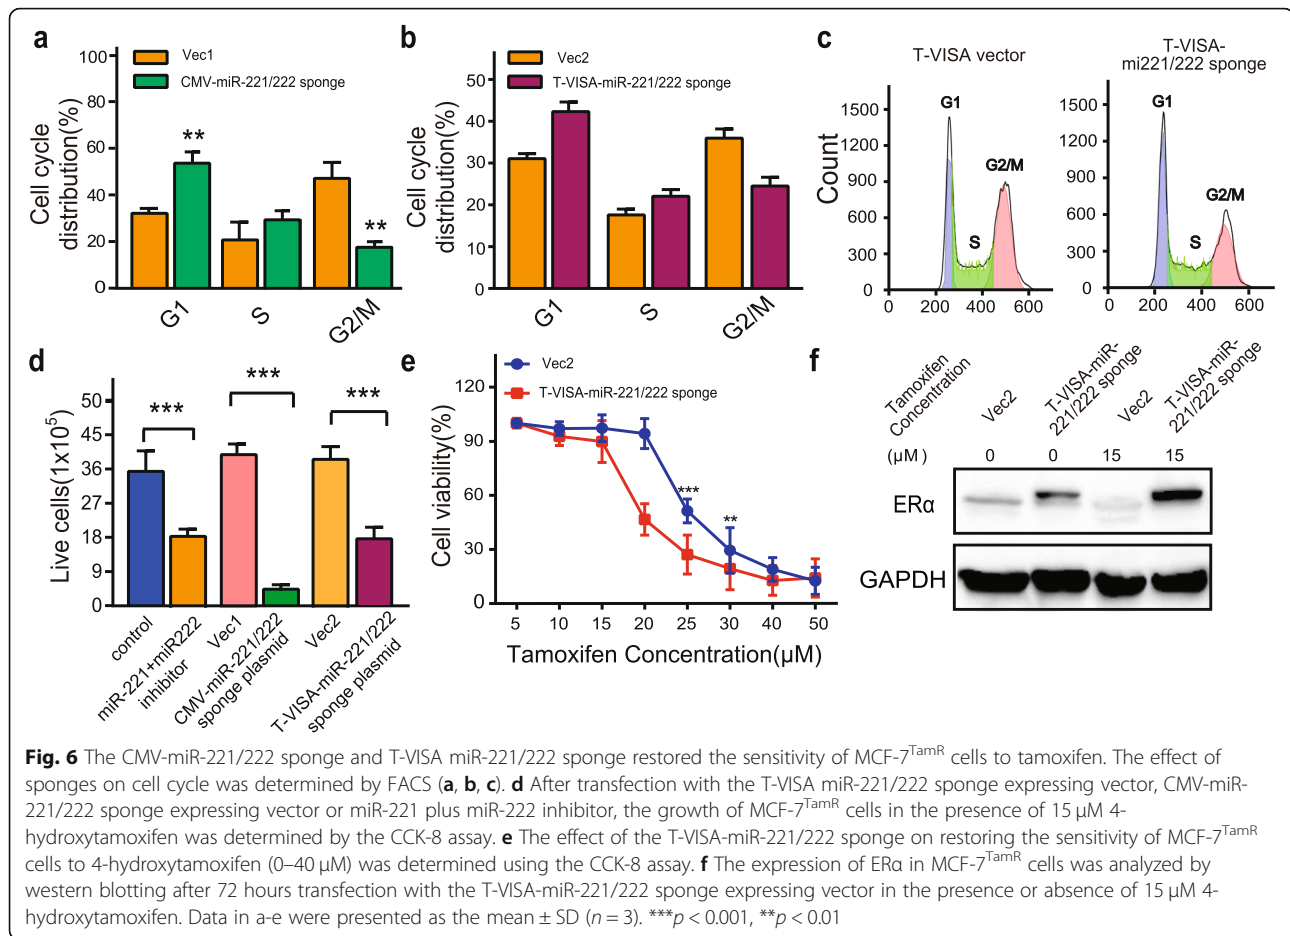 a
100
80
60
40
20
0
Cell cycle
distribution(%)
Vec1
CMV-miR-221/222 sponge
**
**
G1
S
G2/M
b
50
40
30
20
10
0
Cell cycle
distribution(%)
Vec2
T-VISA-miR-221/222 sponge
G1
S
G2/M
c
T-VISA vector
T-VISA-
mi221/222 sponge
1500
1200
900
600
300
0
Count
G1
S
G2/M
0 200 400 600
1500
1200
900
600
300
0
G1
S
G2/M
0 200 400 600
d
50
45
36
27
18
9
0
Live cells(1x10⁵)
***
***
***
control
miR-221+miR222
inhibitor
Vec1
CMV-miR-221/222
sponge plasmid
Vec2
T-VISA-miR-221/222
sponge plasmid
e
120
90
60
30
0
Cell viability(%)
Vec2
T-VISA-miR-221/222 sponge
***
**
5 10 15 20 25 30 40 50
Tamoxifen Concentration(μM)
f
Tamoxifen
Concentration
Vec2
T-VISA-miR-
221/222 sponge
Vec2
T-VISA-miR-
221/222 sponge
(μM) 0 0 15 15
ERα
GAPDH
Fig. 6 The CMV-miR-221/222 sponge and T-VISA miR-221/222 sponge restored the sensitivity of MCF-7ᵀᵃᵐᴿ cells to tamoxifen. The effect of
sponges on cell cycle was determined by FACS (a, b, c). d After transfection with the T-VISA miR-221/222 sponge expressing vector, CMV-miR-
221/222 sponge expressing vector or miR-221 plus miR-222 inhibitor, the growth of MCF-7ᵀᵃᵐᴿ cells in the presence of 15 μM 4-
hydroxytamoxifen was determined by the CCK-8 assay. e The effect of the T-VISA-miR-221/222 sponge on restoring the sensitivity of MCF-7ᵀᵃᵐᴿ
cells to 4-hydroxytamoxifen (0–40 μM) was determined using the CCK-8 assay. f The expression of ERα in MCF-7ᵀᵃᵐᴿ cells was analyzed by
western blotting after 72 hours transfection with the T-VISA-miR-221/222 sponge expressing vector in the presence or absence of 15 μM 4-
hydroxytamoxifen. Data in a-e were presented as the mean ± SD (n = 3). ***p < 0.001, **p < 0.01